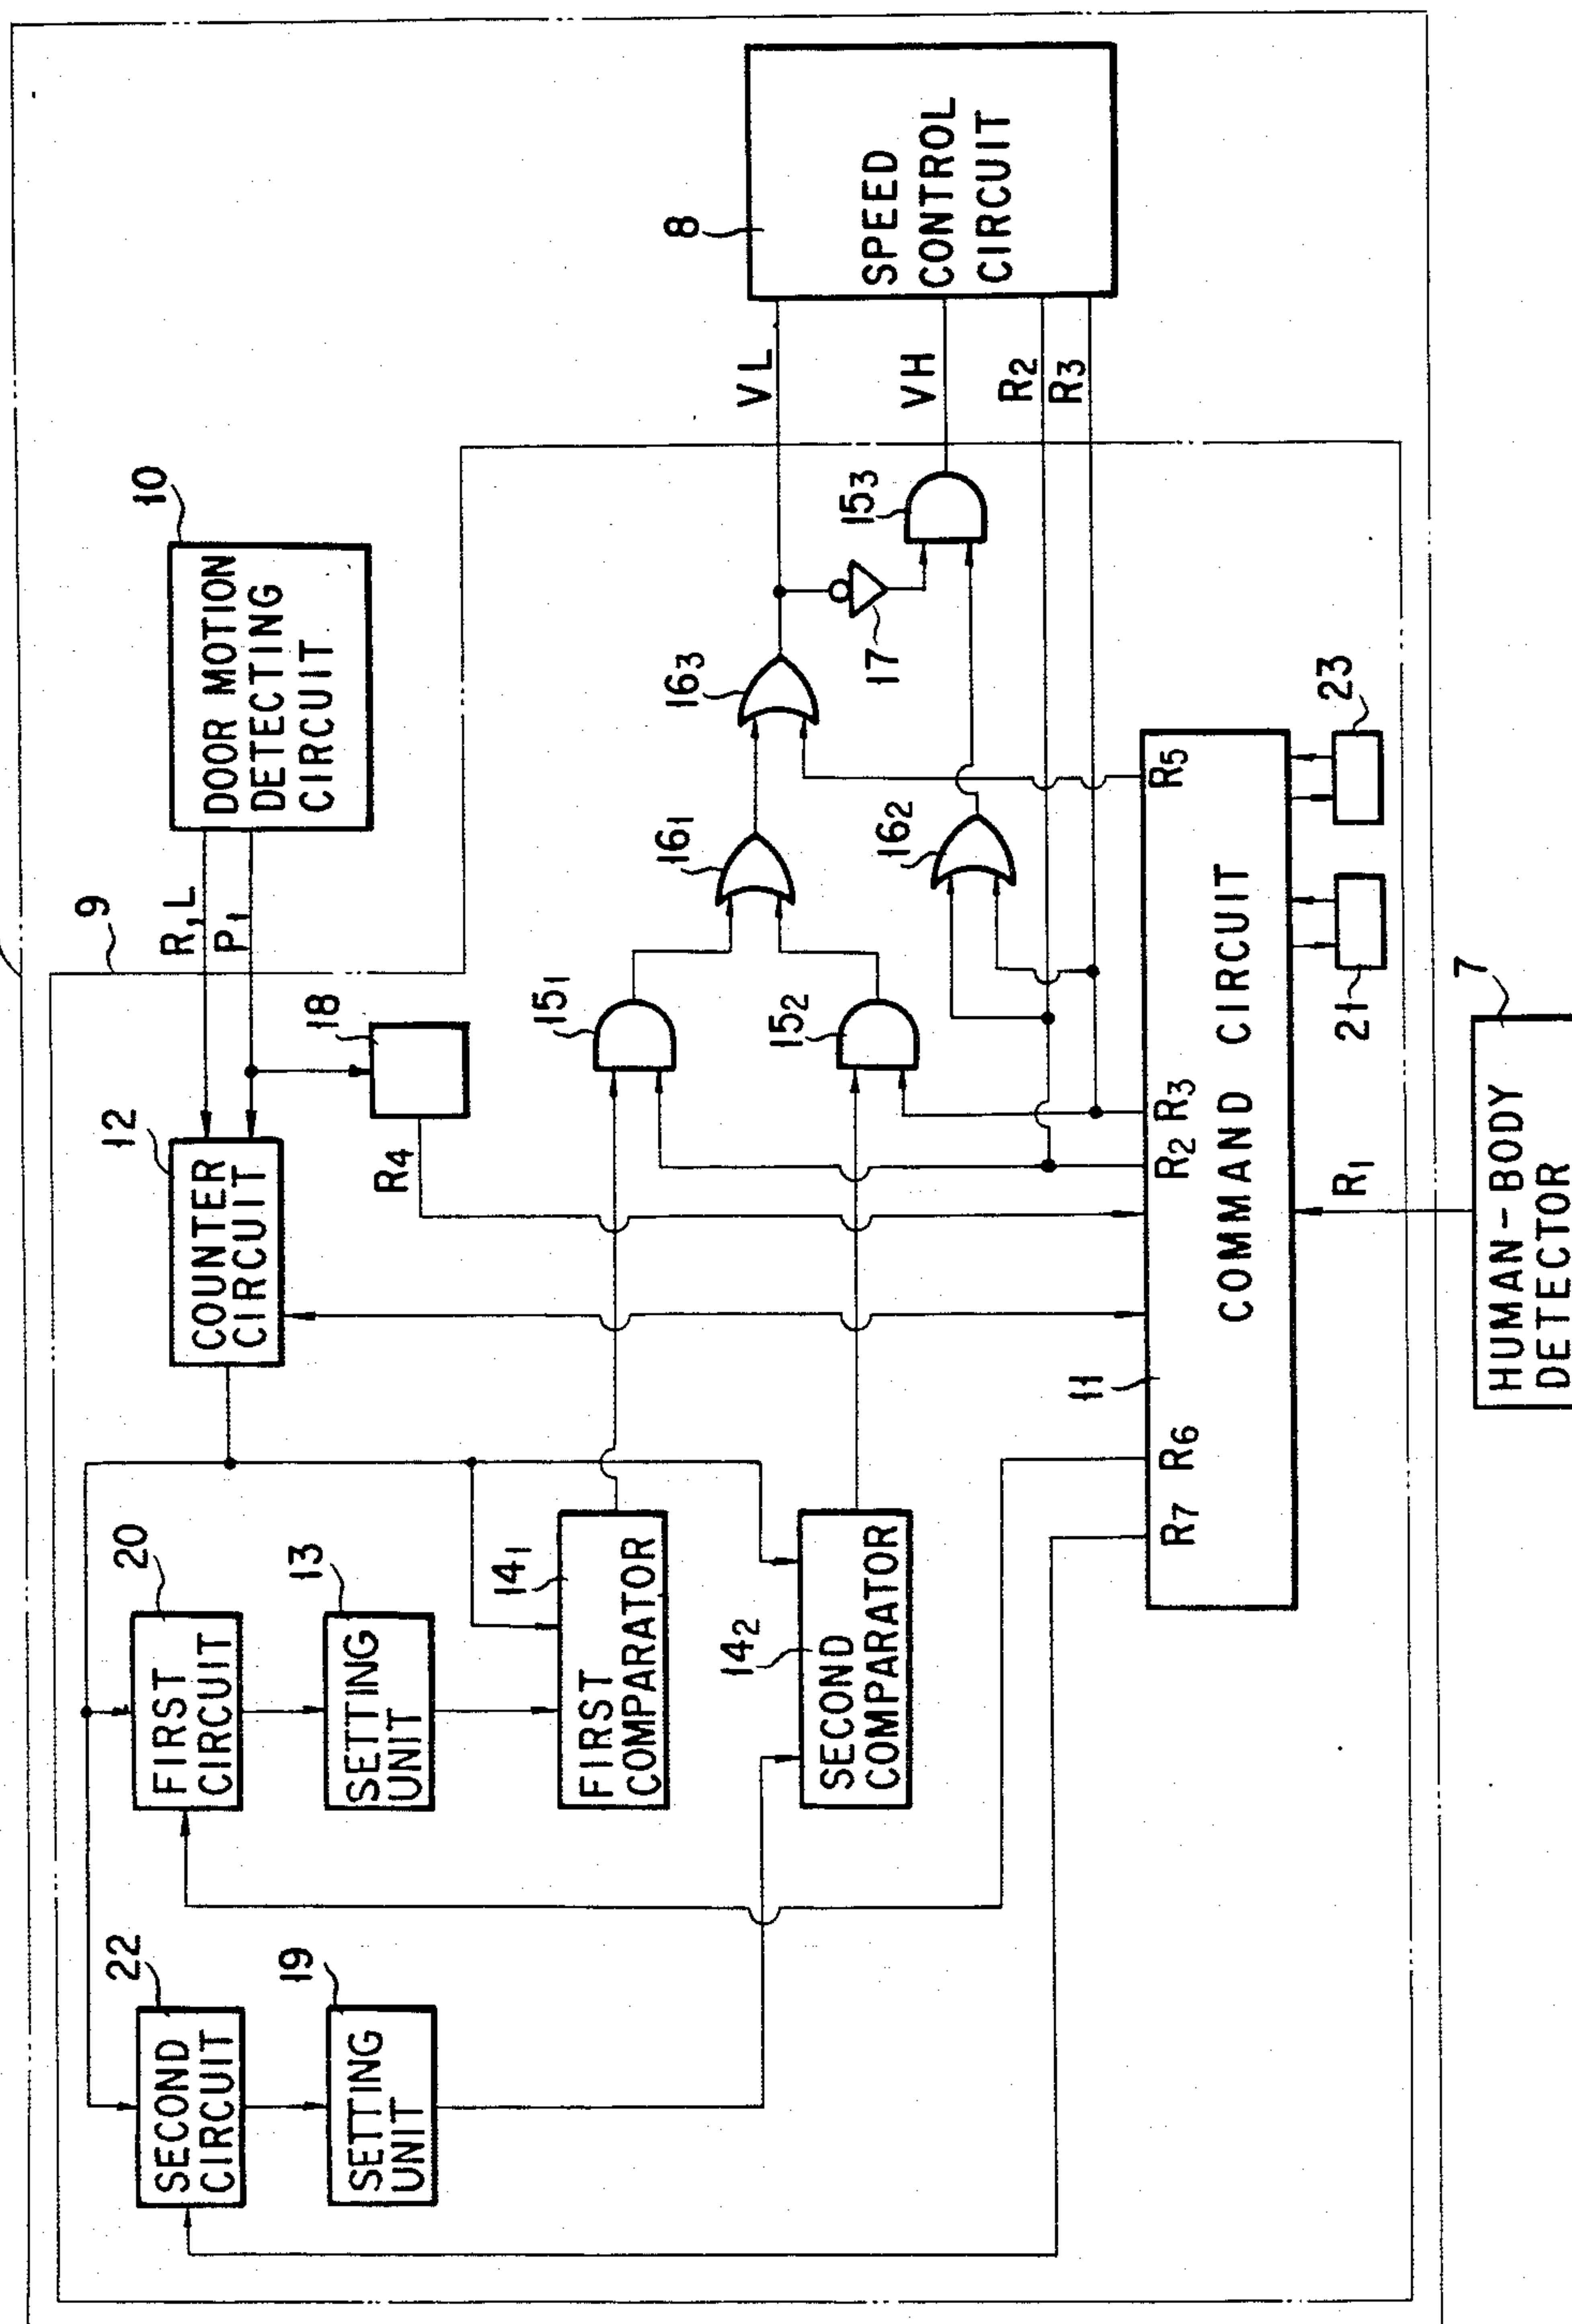 9
10
DOOR MOTION
DETECTING
CIRCUIT
R,L
P1
12
COUNTER
CIRCUIT
18
R4
20
FIRST
CIRCUIT
22
SECOND
CIRCUIT
13
SETTING
UNIT
19
SETTING
UNIT
141
FIRST
COMPARATOR
142
SECOND
COMPARATOR
151
152
161
162
163
17
153
VL
VH
R2
R3
8
SPEED
CONTROL
CIRCUIT
R7
R6
R2
R3
R5
11
COMMAND CIRCUIT
21
23
R1
7
HUMAN-BODY
DETECTOR